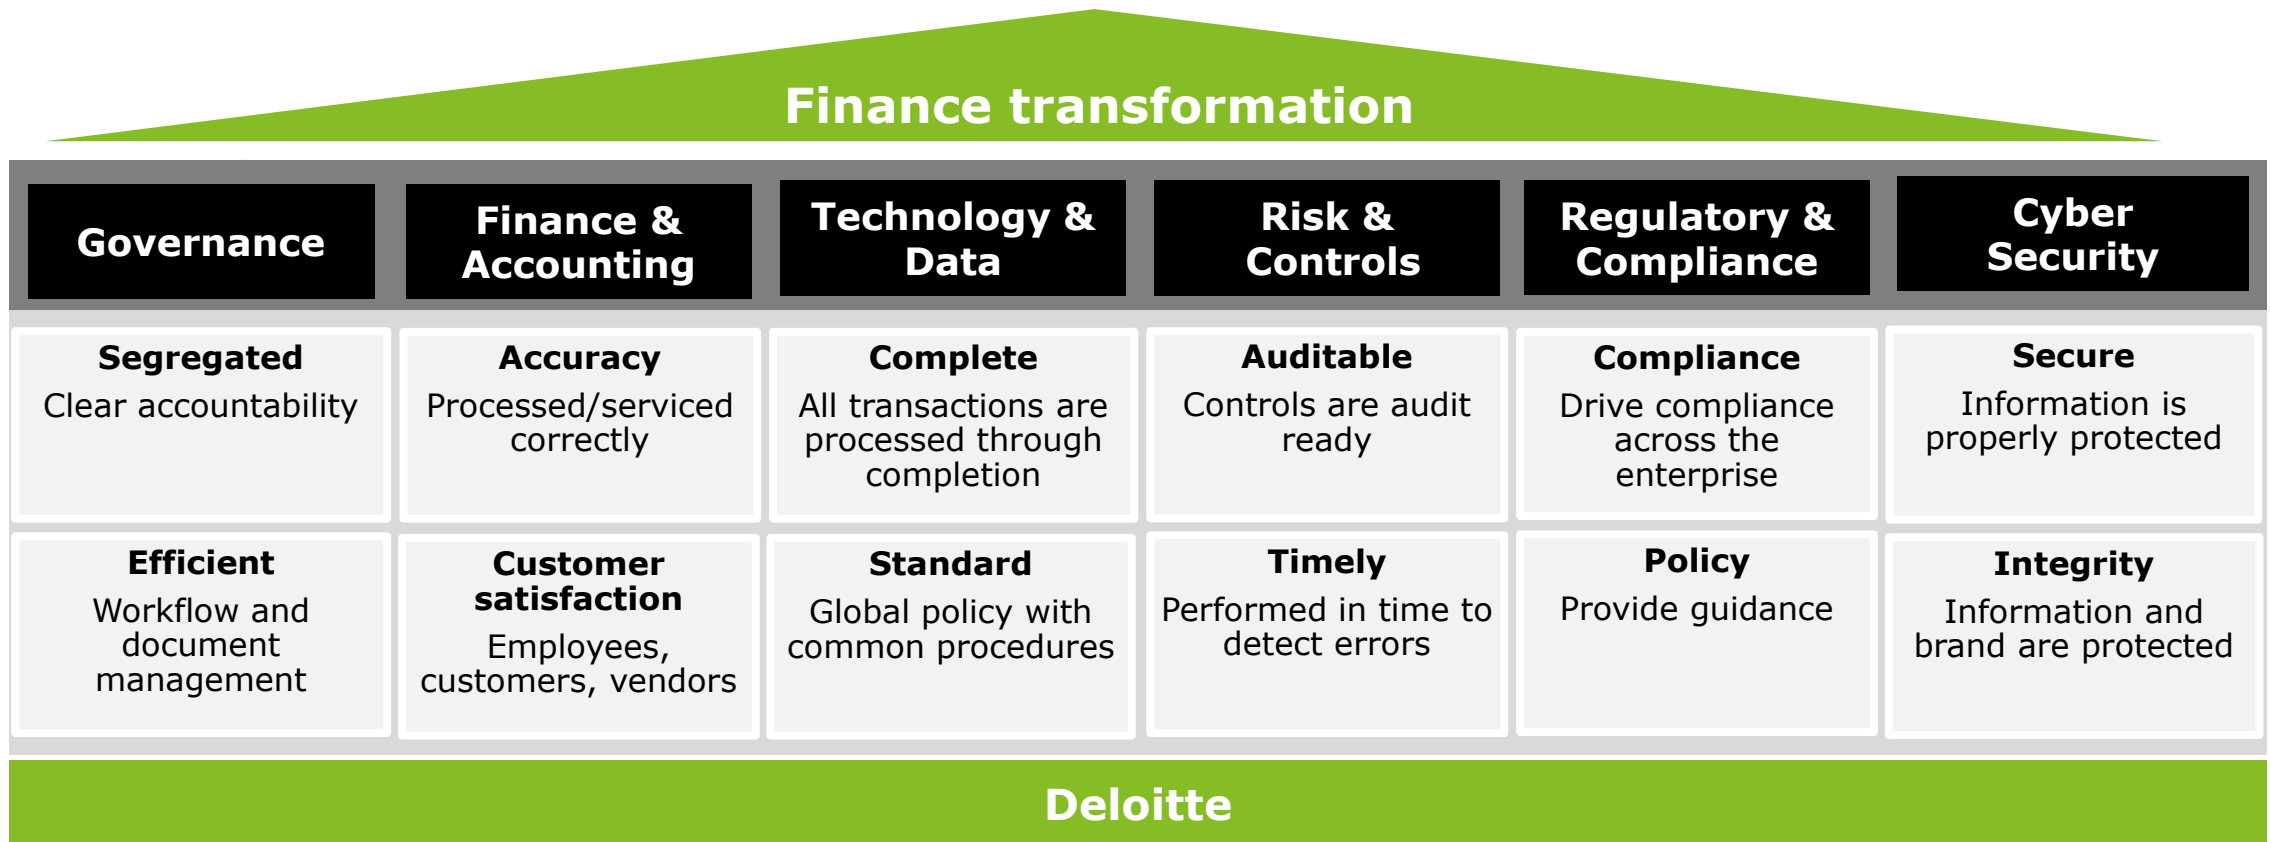 Finance transformation
Governance
Finance &
Accounting
Technology &
Data
Risk &
Controls
Regulatory &
Compliance
Cyber
Security
Segregated
Clear accountability
Accuracy
Processed/serviced
correctly
Complete
All transactions are
processed through
completion
Auditable
Controls are audit
ready
Compliance
Drive compliance
across the
enterprise
Secure
Information is
properly protected
Efficient
Workflow and
document
management
Customer
satisfaction
Employees,
customers, vendors
Standard
Global policy with
common procedures
Timely
Performed in time to
detect errors
Policy
Provide guidance
Integrity
Information and
brand are protected
Deloitte